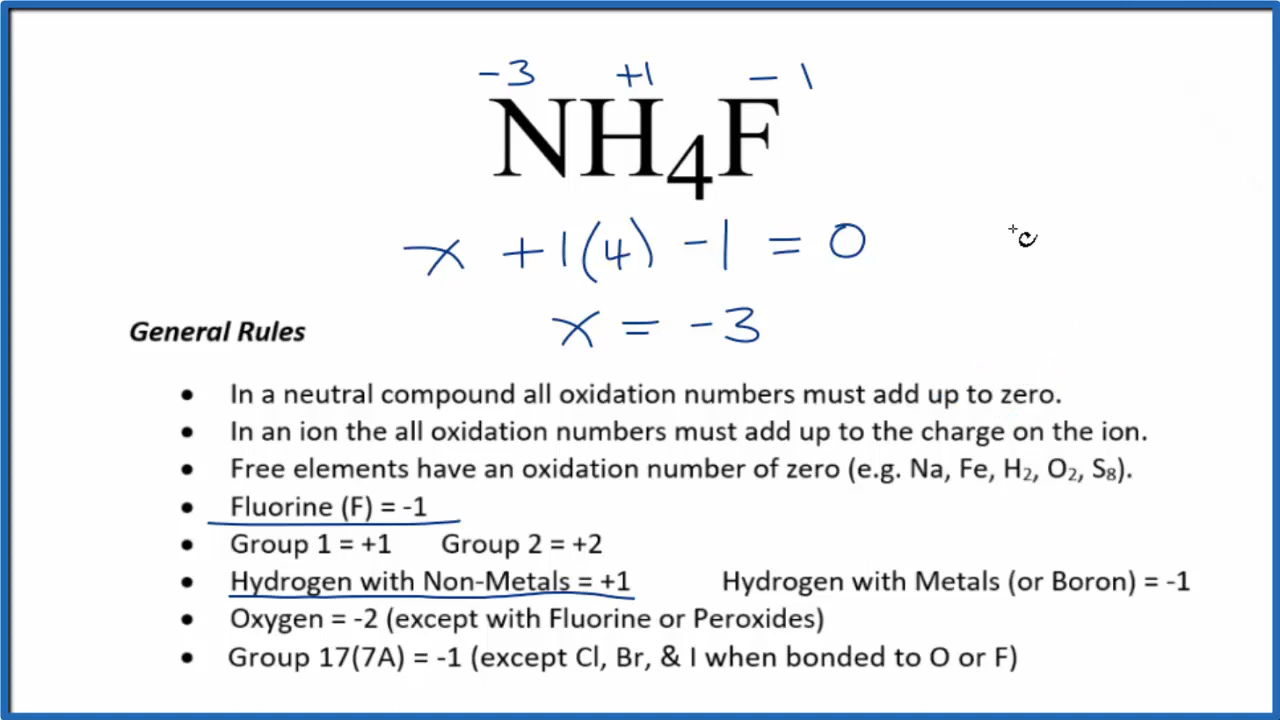 -3 +1 -1
NH₄F
x +1(4) -1 = 0
x = -3
General Rules
• In a neutral compound all oxidation numbers must add up to zero.
• In an ion the all oxidation numbers must add up to the charge on the ion.
• Free elements have an oxidation number of zero (e.g. Na, Fe, H₂, O₂, S₈).
• Fluorine (F) = -1
• Group 1 = +1 Group 2 = +2
• Hydrogen with Non-Metals = +1 Hydrogen with Metals (or Boron) = -1
• Oxygen = -2 (except with Fluorine or Peroxides)
• Group 17(7A) = -1 (except Cl, Br, & I when bonded to O or F)